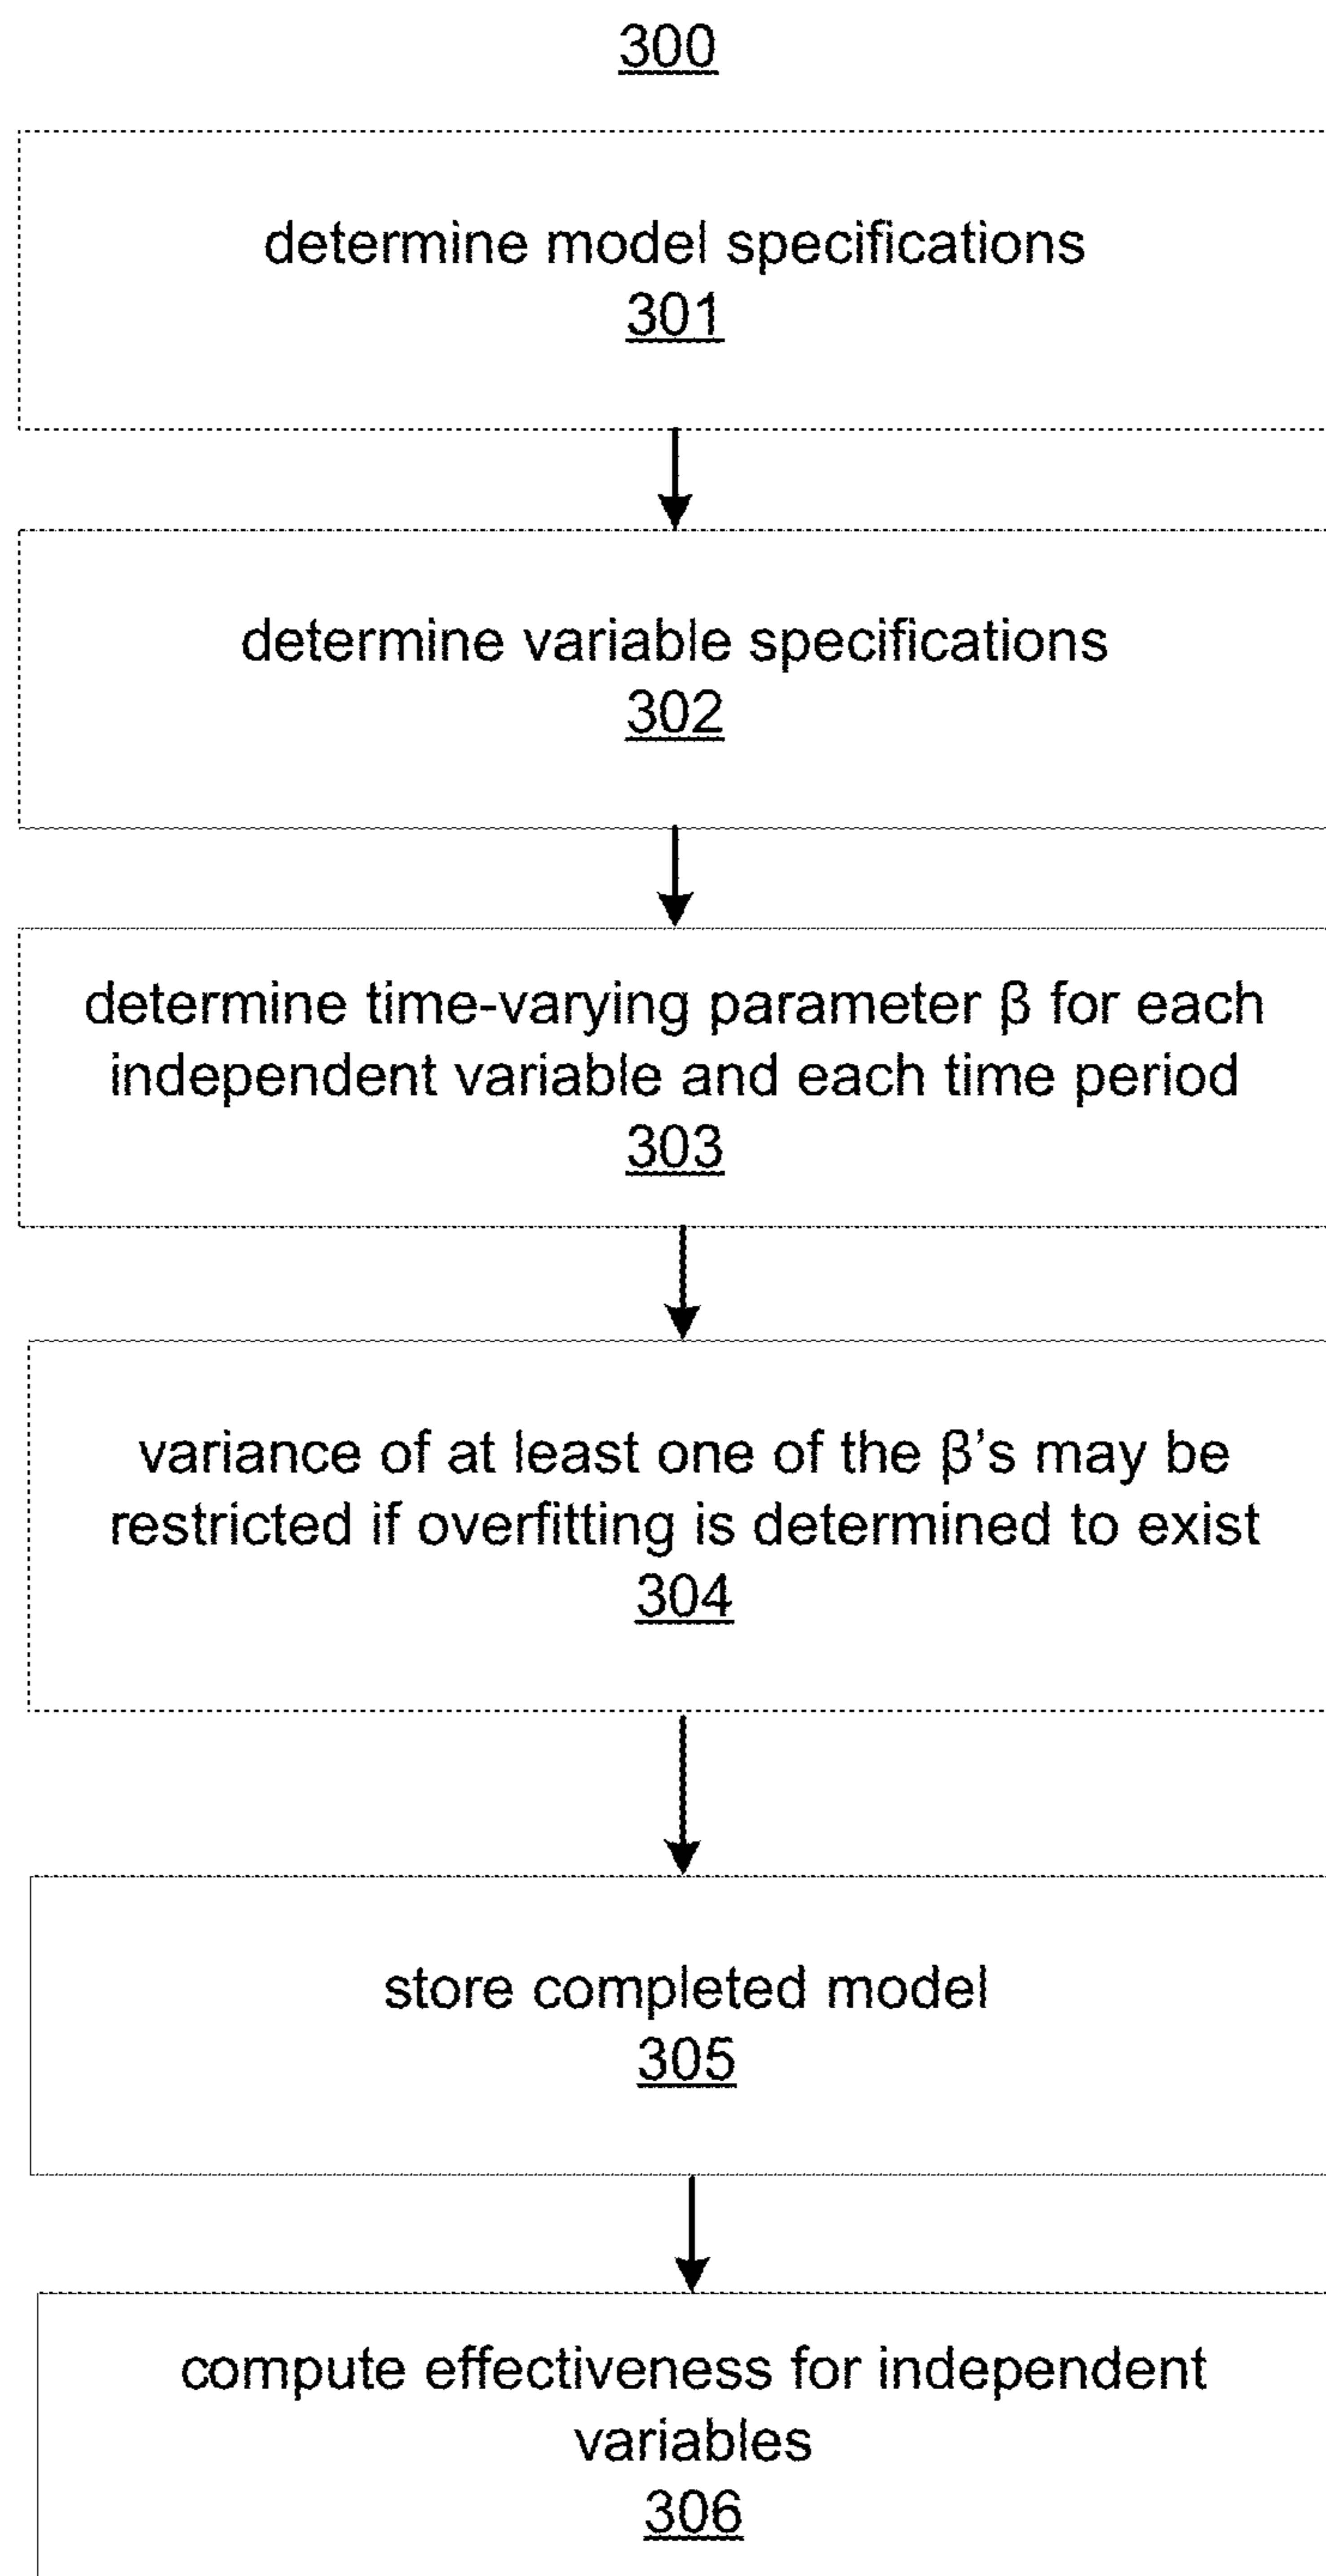 300
determine model specifications
301
determine variable specifications
302
determine time-varying parameter β for each
independent variable and each time period
303
variance of at least one of the β’s may be
restricted if overfitting is determined to exist
304
store completed model
305
compute effectiveness for independent
variables
306